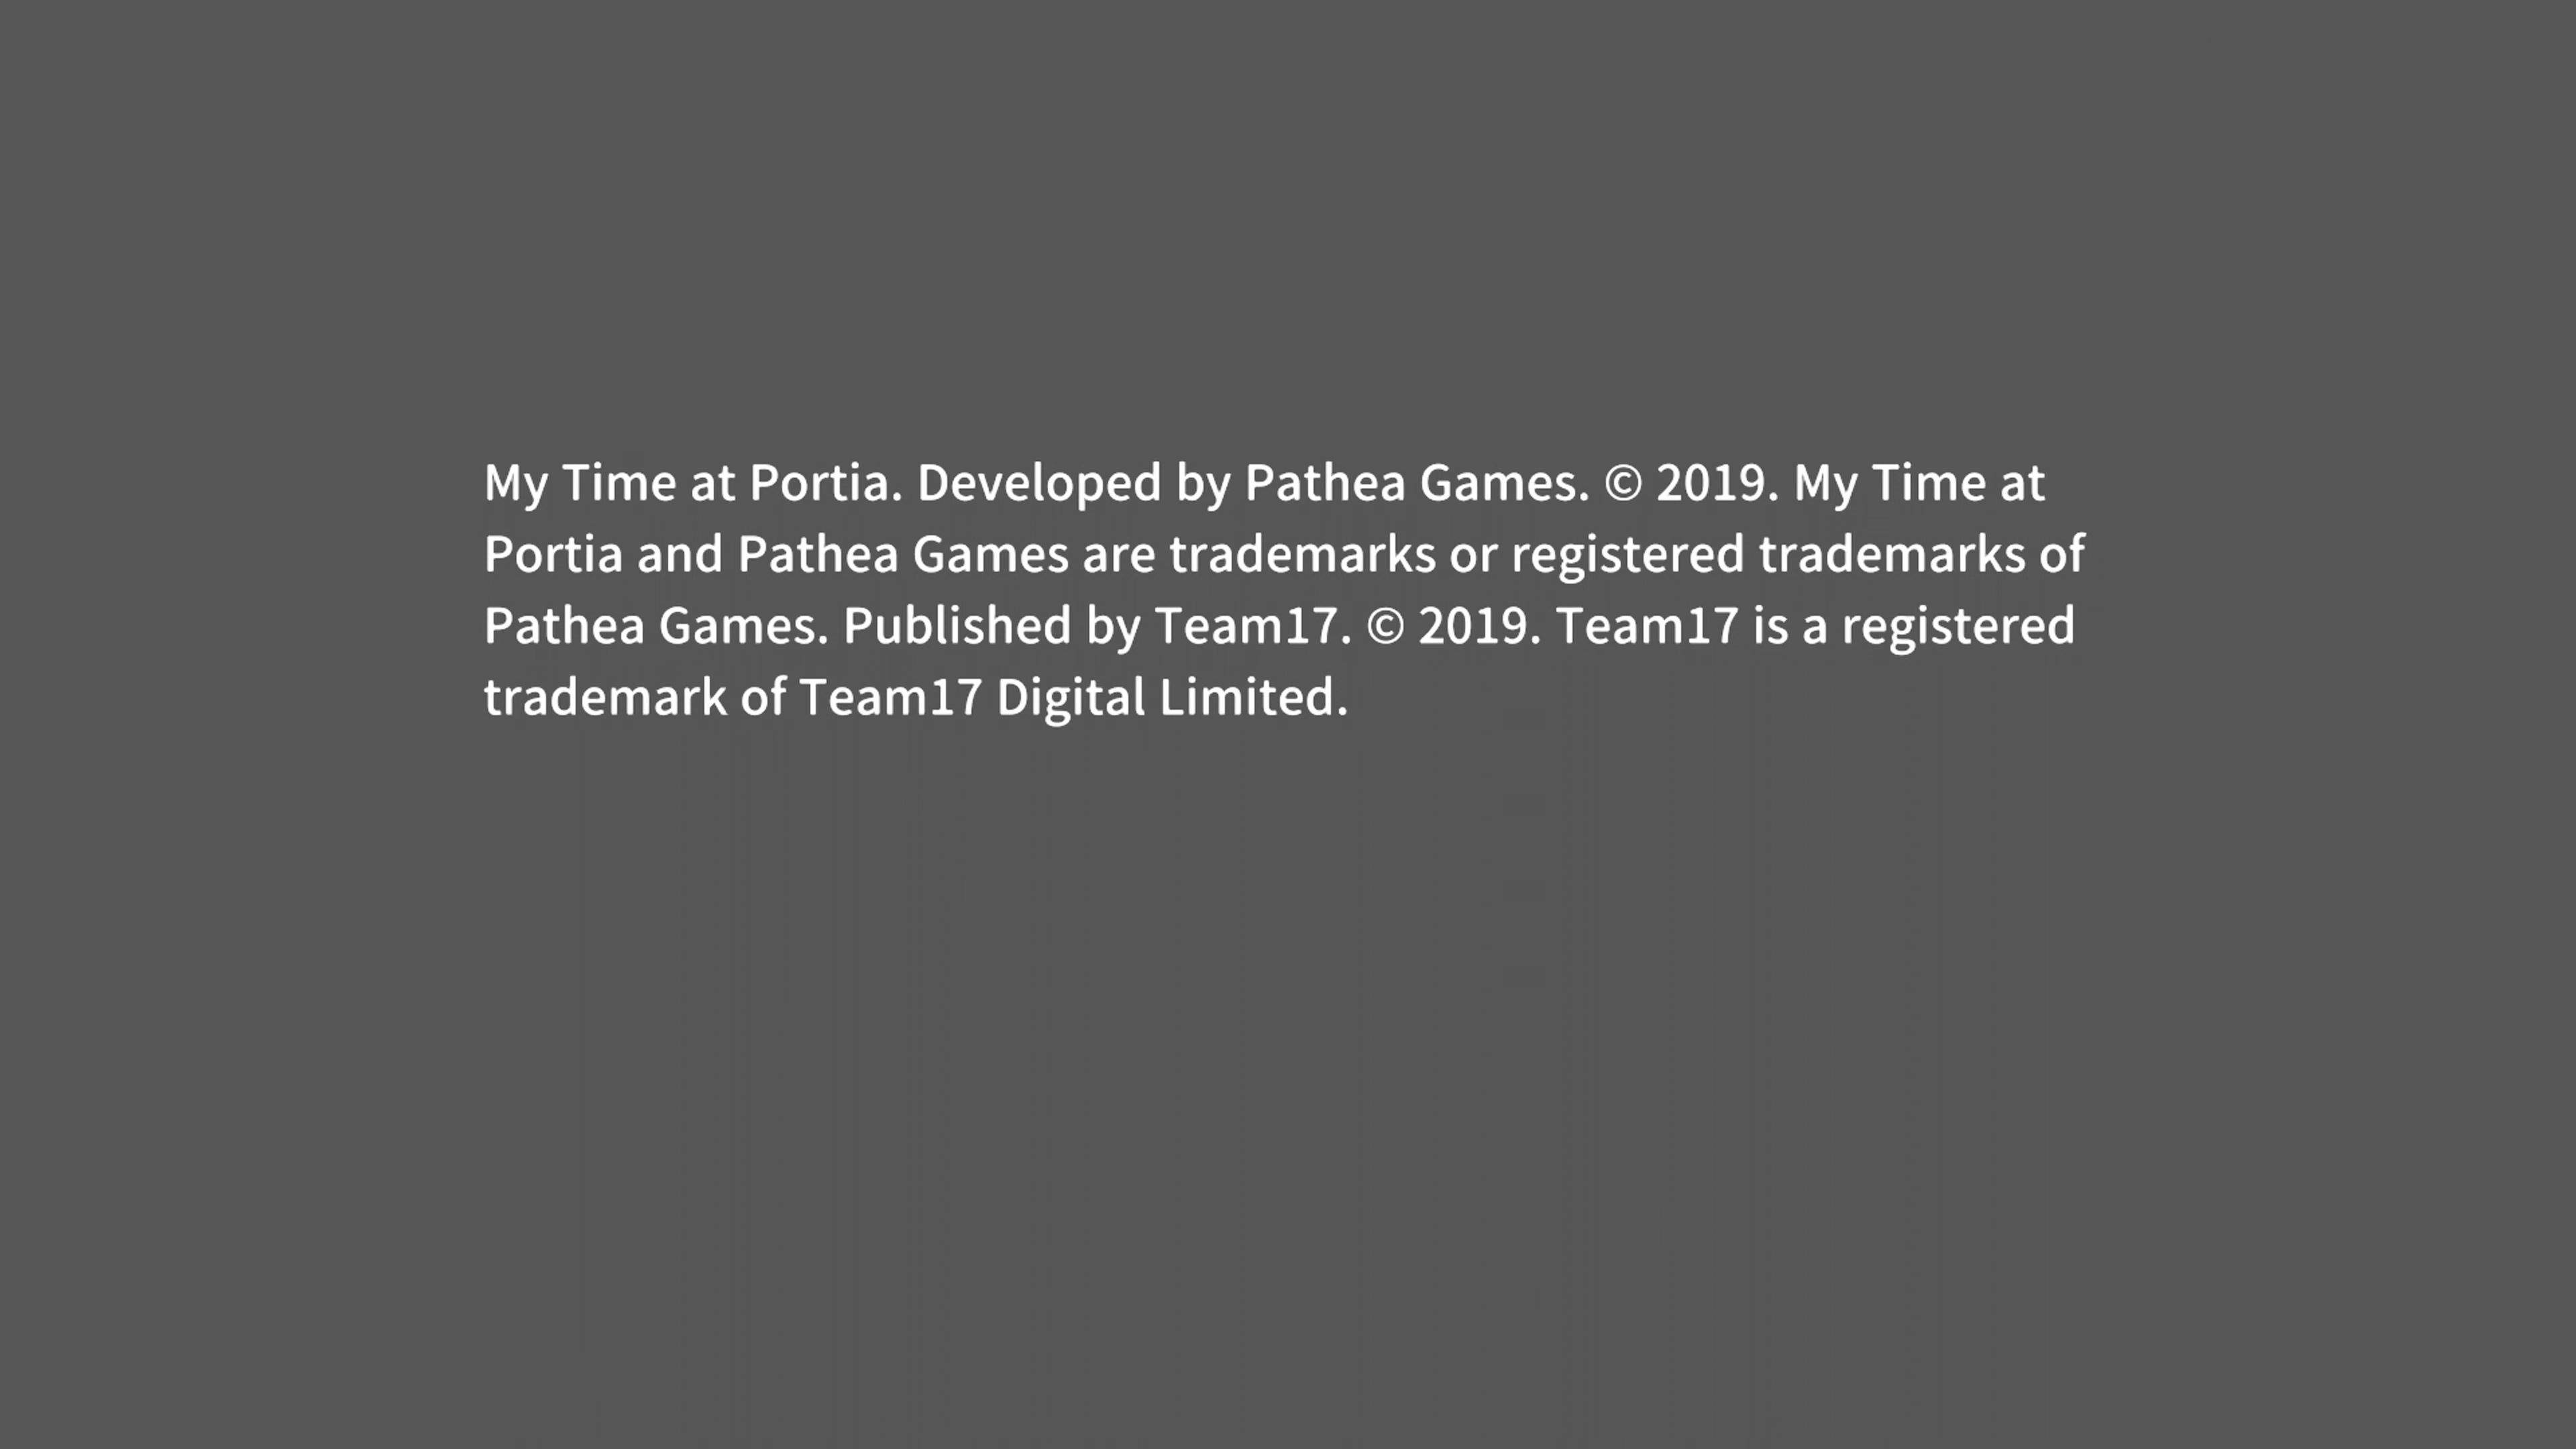 My Time at Portia. Developed by Pathea Games. © 2019. My Time at
Portia and Pathea Games are trademarks or registered trademarks of
Pathea Games. Published by Team17. © 2019. Team17 is a registered
trademark of Team17 Digital Limited.